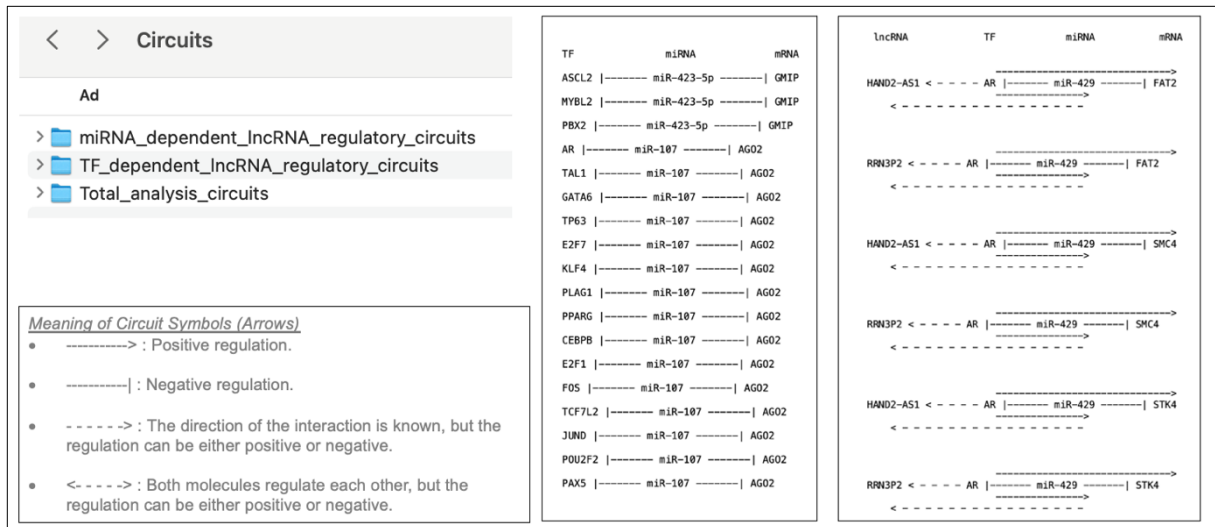 < > Circuits
Ad
> miRNA_dependent_lncRNA_regulatory_circuits
> TF_dependent_lncRNA_regulatory_circuits
> Total_analysis_circuits
Meaning of Circuit Symbols (Arrows)
• ----------> : Positive regulation.
• ----------| : Negative regulation.
• - - - - - -> : The direction of the interaction is known, but the
regulation can be either positive or negative.
• <- - - - -> : Both molecules regulate each other, but the
regulation can be either positive or negative.
TF miRNA mRNA
ASCL2 |------- miR-423-5p -------| GMIP
MYBL2 |------- miR-423-5p -------| GMIP
PBX2 |------- miR-423-5p -------| GMIP
AR |------- miR-107 -------| AGO2
TAL1 |------- miR-107 -------| AGO2
GATA6 |------- miR-107 -------| AGO2
TP63 |------- miR-107 -------| AGO2
E2F7 |------- miR-107 -------| AGO2
KLF4 |------- miR-107 -------| AGO2
PLAG1 |------- miR-107 -------| AGO2
PPARG |------- miR-107 -------| AGO2
CEBPB |------- miR-107 -------| AGO2
E2F1 |------- miR-107 -------| AGO2
FOS |------- miR-107 -------| AGO2
TCF7L2 |------- miR-107 -------| AGO2
JUND |------- miR-107 -------| AGO2
POU2F2 |------- miR-107 -------| AGO2
PAX5 |------- miR-107 -------| AGO2
lncRNA TF miRNA mRNA
------------------------------>
HAND2-AS1 < - - - - AR |------- miR-429 -------| FAT2
--------------->
< - - - - - - - - - - - - - - - -
------------------------------>
RRN3P2 < - - - - AR |------- miR-429 -------| FAT2
--------------->
< - - - - - - - - - - - - - - - -
------------------------------>
HAND2-AS1 < - - - - AR |------- miR-429 -------| SMC4
--------------->
< - - - - - - - - - - - - - - - -
------------------------------>
RRN3P2 < - - - - AR |------- miR-429 -------| SMC4
--------------->
< - - - - - - - - - - - - - - - -
------------------------------>
HAND2-AS1 < - - - - AR |------- miR-429 -------| STK4
--------------->
< - - - - - - - - - - - - - - - -
------------------------------>
RRN3P2 < - - - - AR |------- miR-429 -------| STK4
--------------->
< - - - - - - - - - - - - - - - -